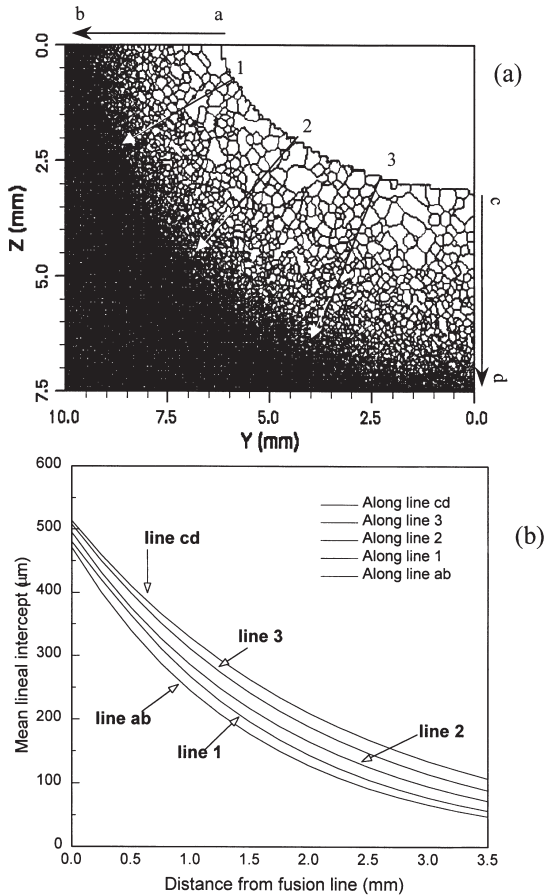 b a
(a)
0.0
1
2
2.5
3
c
Z (mm)
5.0
7.5
d
10.0 7.5 5.0 2.5 0.0
Y (mm)
600
Along line cd
Along line 3
Along line 2
Along line 1
Along line ab
(b)
500
line cd
400
line 3
300
line ab
line 1
line 2
200
100
0
Mean lineal intercept (μm)
0.0 0.5 1.0 1.5 2.0 2.5 3.0 3.5
Distance from fusion line (mm)